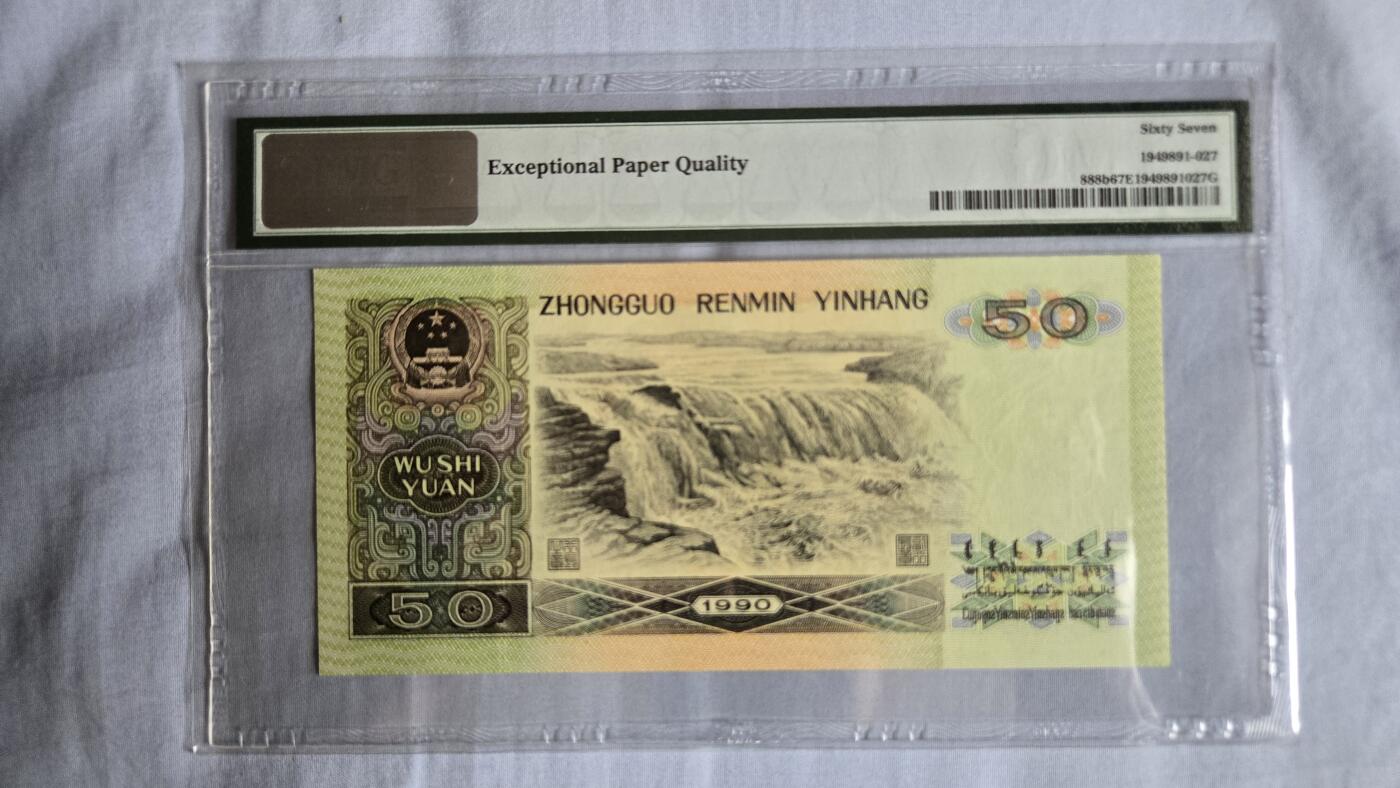 Exceptional Paper Quality
Sixty Seven
1949891-027
888b67E1949891027G
ZHONGGUO RENMIN YINHANG
50
WU SHI
YUAN
50
1990